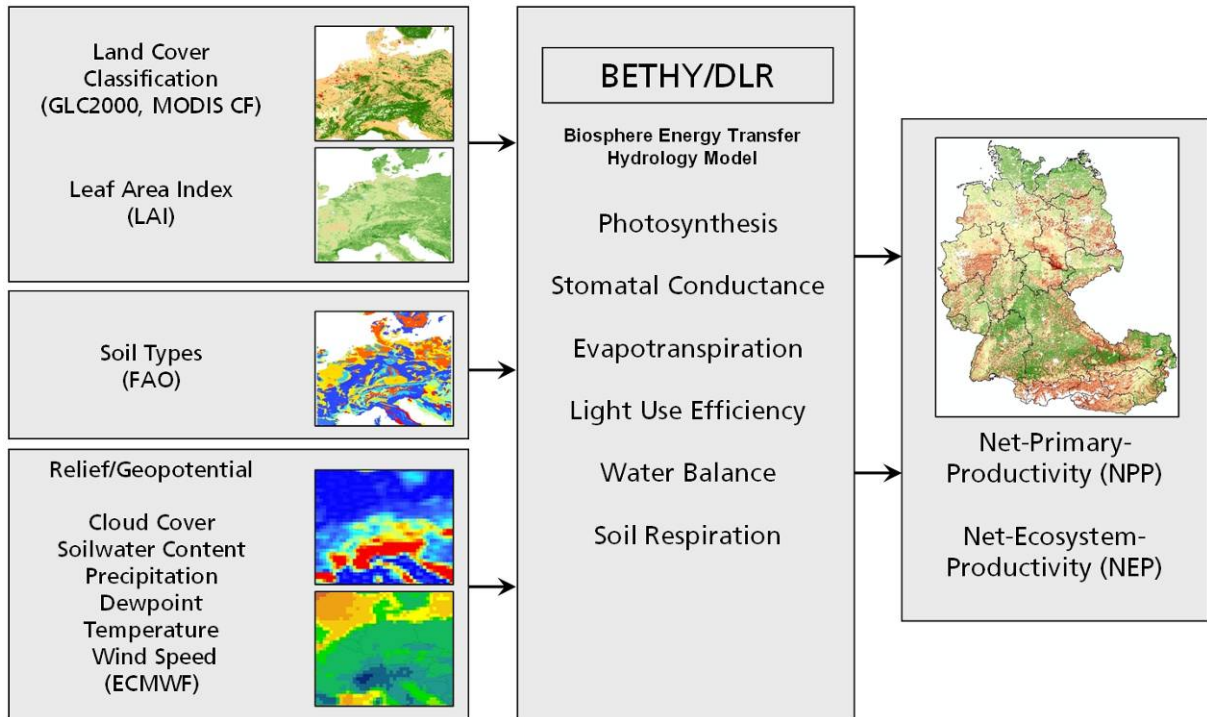 Land Cover
Classification
(GLC2000, MODIS CF)
Leaf Area Index
(LAI)
Soil Types
(FAO)
Relief/Geopotential
Cloud Cover
Soilwater Content
Precipitation
Dewpoint
Temperature
Wind Speed
(ECMWF)
BETHY/DLR
Biosphere Energy Transfer
Hydrology Model
Photosynthesis
Stomatal Conductance
Evapotranspiration
Light Use Efficiency
Water Balance
Soil Respiration
Net-Primary-
Productivity (NPP)
Net-Ecosystem-
Productivity (NEP)